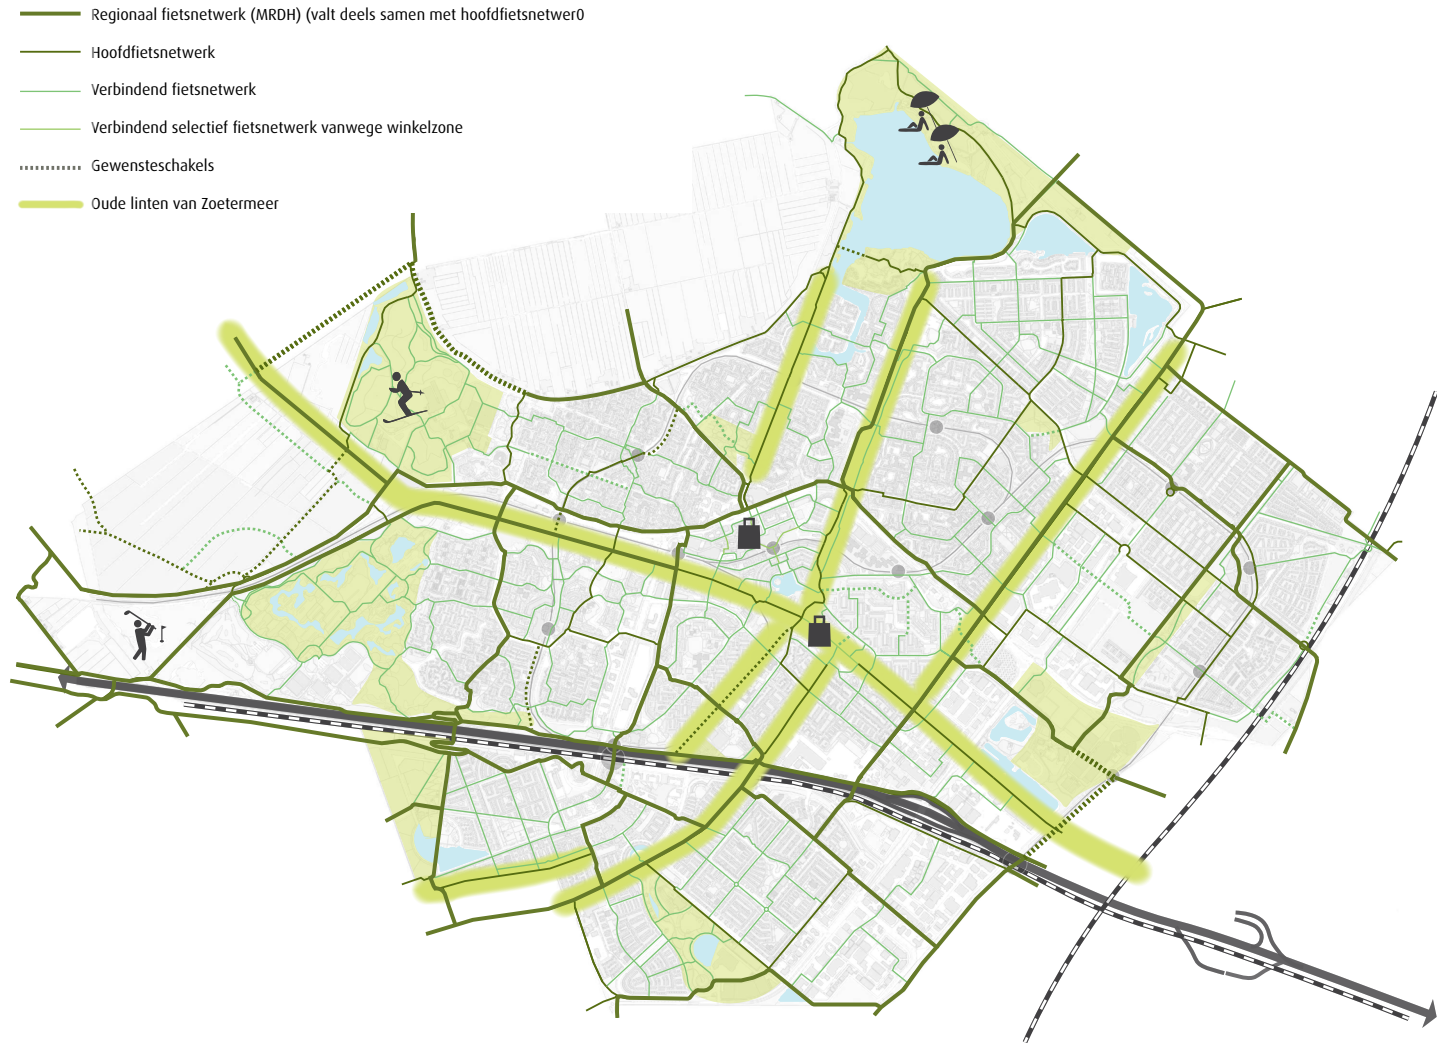 Regionaal fietsnetwerk (MRDH) (valt deels samen met hoofdfietsnetwer0
Hoofdfietsnetwerk
Verbindend fietsnetwerk
Verbindend selectief fietsnetwerk vanwege winkelzone
Gewensteschakels
Oude linten van Zoetermeer